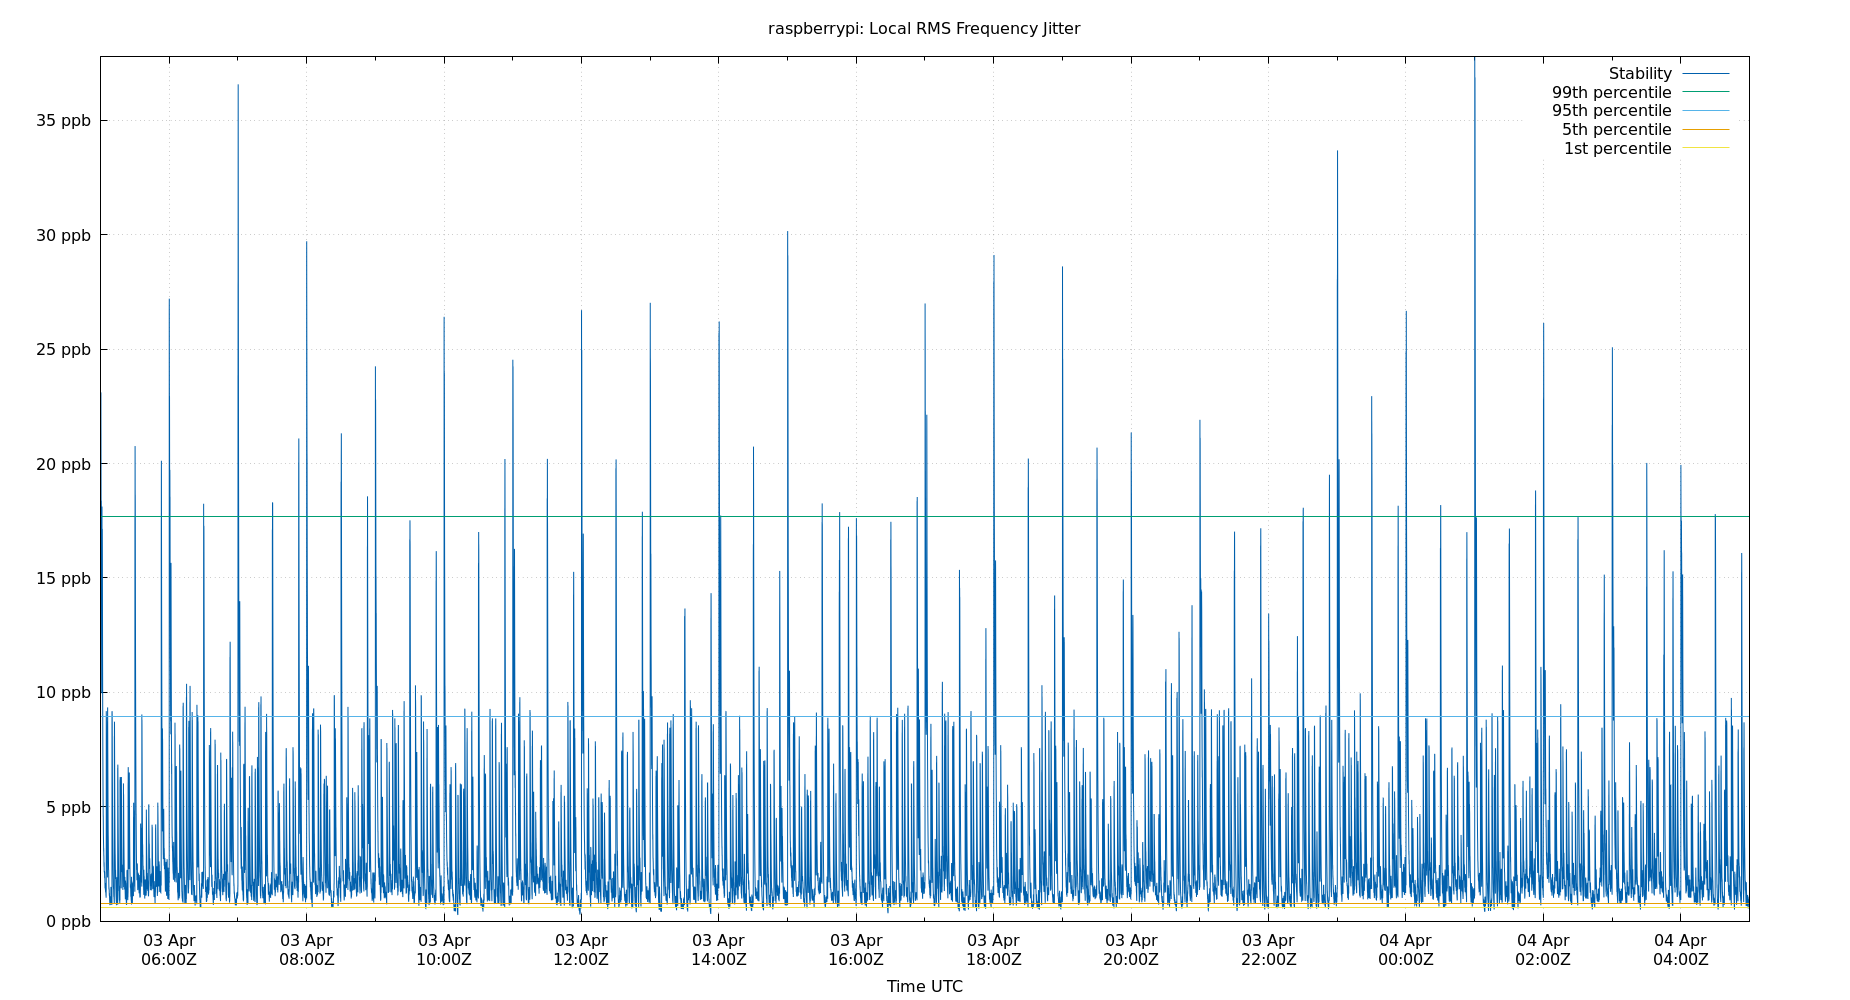 raspberrypi: Local RMS Frequency Jitter
Stability
99th percentile
95th percentile
5th percentile
1st percentile
35 ppb
30 ppb
25 ppb
20 ppb
15 ppb
10 ppb
5 ppb
0 ppb
03 Apr 03 Apr 03 Apr 03 Apr 03 Apr 03 Apr 03 Apr 03 Apr 03 Apr 04 Apr 04 Apr 04 Apr
06:00Z 08:00Z 10:00Z 12:00Z 14:00Z 16:00Z 18:00Z 20:00Z 22:00Z 00:00Z 02:00Z 04:00Z
Time UTC